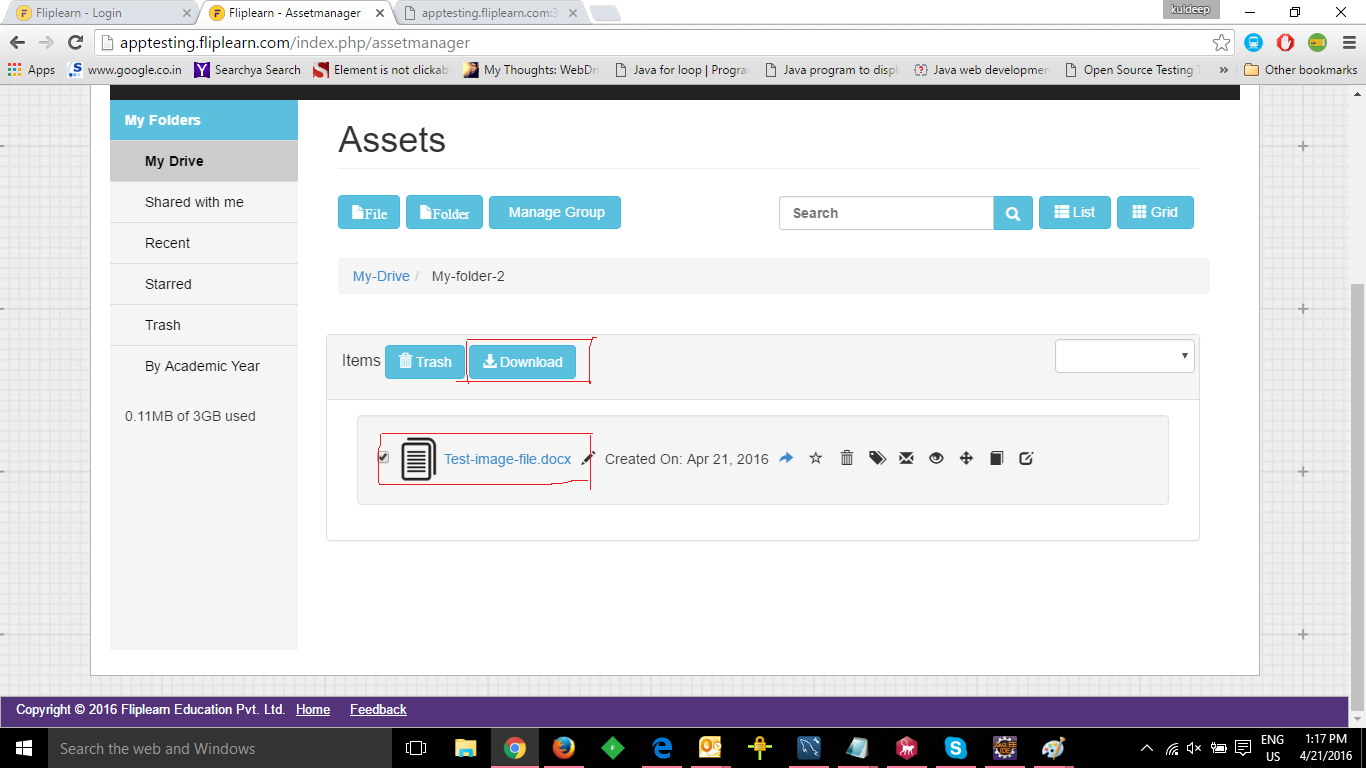 Fliplearn - Login
Fliplearn - Assetmanager
apptesting.fliplearn.com:3
kuldeep
apptesting.fliplearn.com/index.php/assetmanager
Apps
www.google.co.in
Searchya Search
Element is not clickab
My Thoughts: WebDri
Java for loop | Progra
Java program to displ
Java web developmen
Open Source Testing T
»
Other bookmarks
My Folders
My Drive
Shared with me
Recent
Starred
Trash
By Academic Year
0.11MB of 3GB used
Assets
File
Folder
Manage Group
Search
List
Grid
My-Drive / My-folder-2
Items
Trash
Download
Test-image-file.docx
Created On: Apr 21, 2016
Copyright © 2016 Fliplearn Education Pvt. Ltd. Home Feedback
Search the web and Windows
ENG
US
1:17 PM
4/21/2016